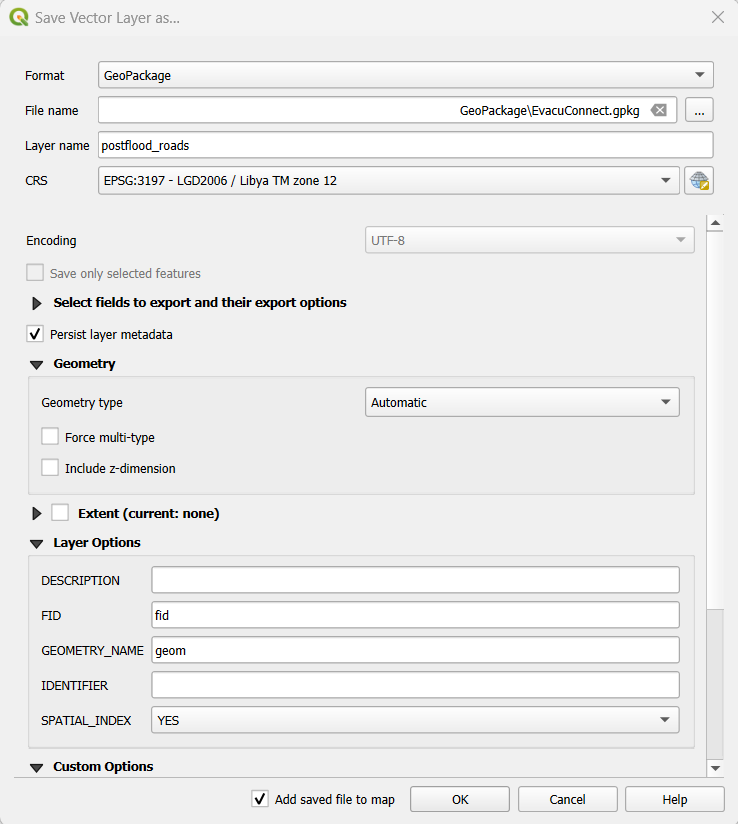 Save Vector Layer as...
Format GeoPackage
File name GeoPackage\EvacuConnect.gpkg ...
Layer name postflood_roads
CRS EPSG:3197 - LGD2006 / Libya TM zone 12
Encoding UTF-8
Save only selected features
Select fields to export and their export options
Persist layer metadata
Geometry
Geometry type Automatic
Force multi-type
Include z-dimension
Extent (current: none)
Layer Options
DESCRIPTION
FID fid
GEOMETRY_NAME geom
IDENTIFIER
SPATIAL_INDEX YES
Custom Options
Add saved file to map OK Cancel Help